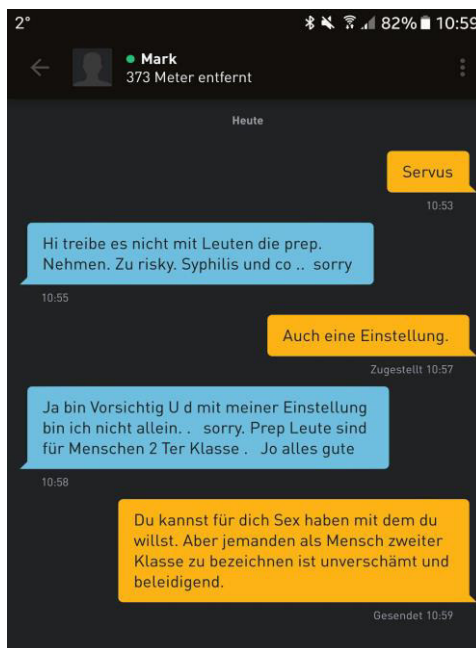 2° 82% 10:59
Mark
373 Meter entfernt
Heute
Servus
10:53
Hi treibe es nicht mit Leuten die prep.
Nehmen. Zu risky. Syphilis und co .. sorry
10:55
Auch eine Einstellung.
Zugestellt 10:57
Ja bin Vorsichtig U d mit meiner Einstellung
bin ich nicht allein. . sorry. Prep Leute sind
für Menschen 2 Ter Klasse . Jo alles gute
10:58
Du kannst für dich Sex haben mit dem du
willst. Aber jemanden als Mensch zweiter
Klasse zu bezeichnen ist unverschämt und
beleidigend.
Gesendet 10:59